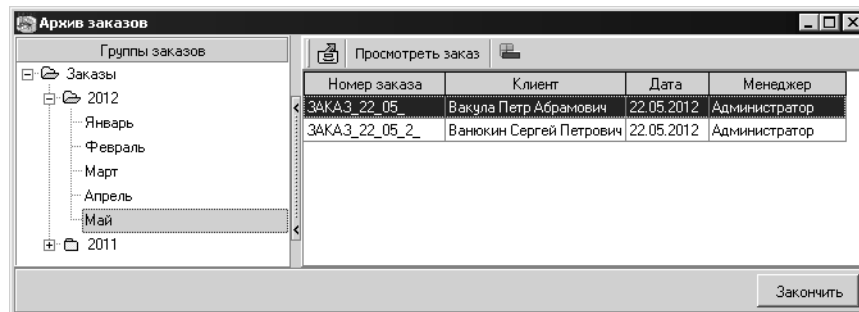 Архив заказов
Группы заказов
Заказы
2012
Январь
Февраль
Март
Апрель
Май
2011
Просмотреть заказ
Номер заказа Клиент Дата Менеджер
ЗАКАЗ_22_05_ Вакула Петр Абрамович 22.05.2012 Администратор
ЗАКАЗ_22_05_2_ Ванюкин Сергей Петрович 22.05.2012 Администратор
Закончить